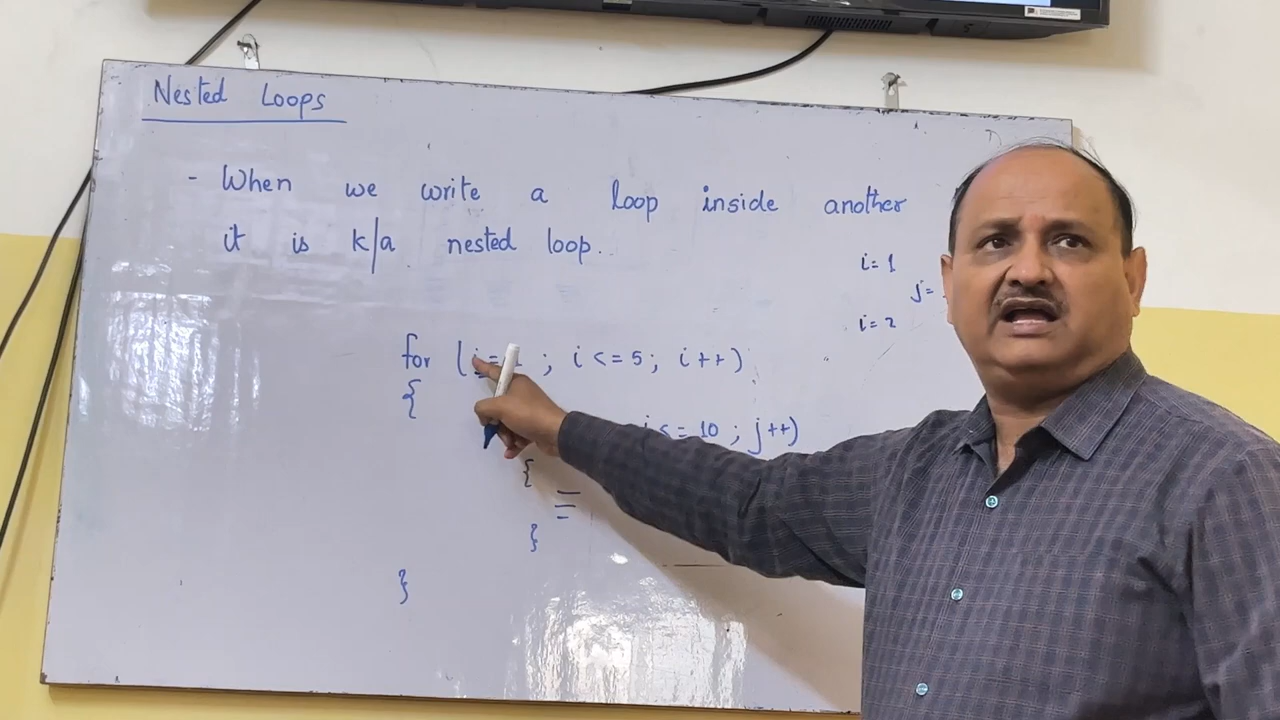 Nested Loops
- When we write a loop inside another
it is k/a nested loop.
i=1
j=
i=2
for (i=1 ; i <= 5 ; i++)
{
j <= 10 ; j++)
{
}
}